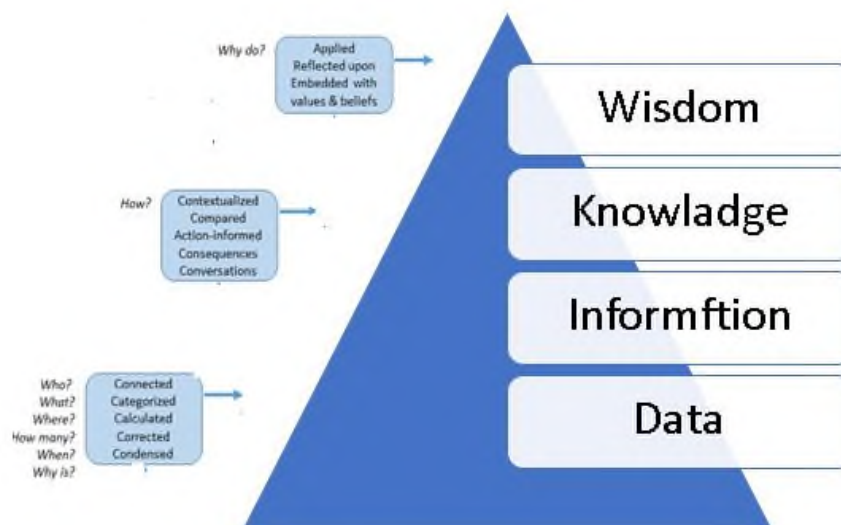 Why do?
Applied
Reflected upon
Embedded with
values & beliefs
Wisdom
How?
Contextualized
Compared
Action-informed
Consequences
Conversations
Knowladge
Informftion
Who?
What?
Where?
How many?
When?
Why is?
Connected
Categorized
Calculated
Corrected
Condensed
Data